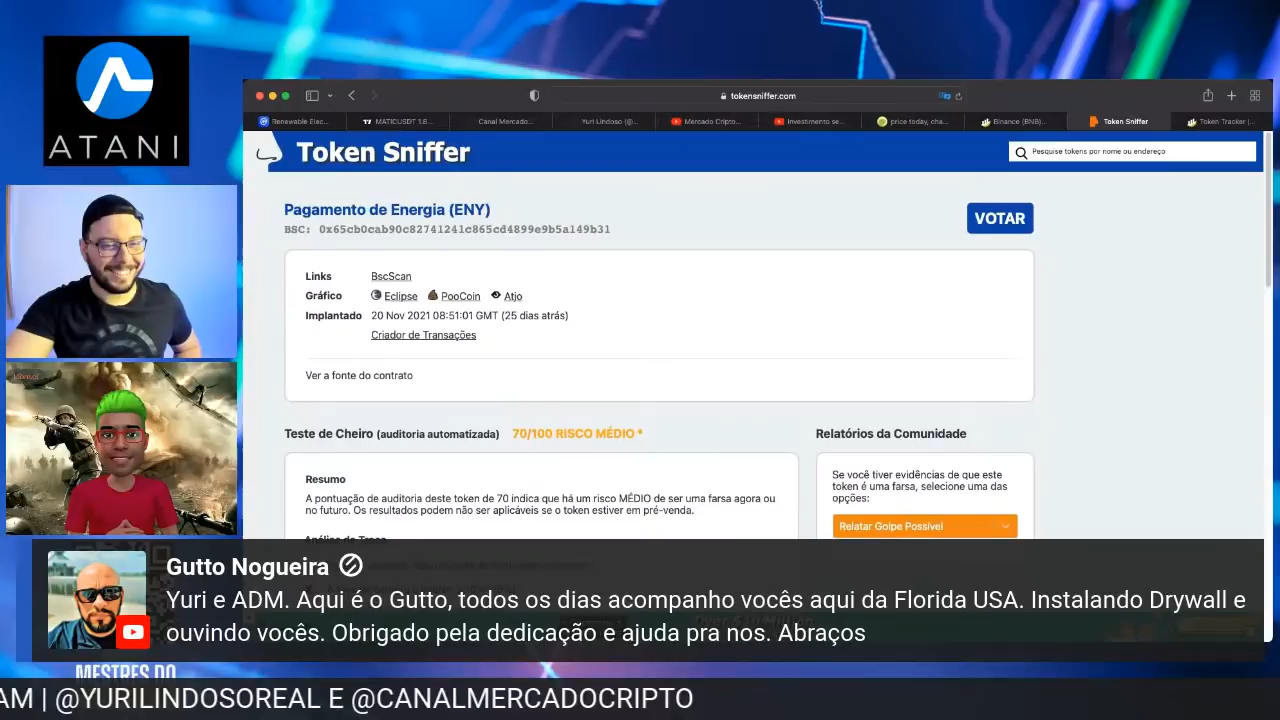 ATANI
tokensniffer.com
Renewable Elec...
MATICUSDT 1.6...
Canal Mercado...
Yuri Lindoso (@...
Mercado Cripto...
Investimento se...
price today, cha...
Binance (BNB)...
Token Sniffer
Token Tracker |...
Token Sniffer
Pesquise tokens por nome ou endereço
Pagamento de Energia (ENY)
BSC: 0x65cb0cab90c82741241c865cd4899e9b5a149b31
VOTAR
Links BscScan
Gráfico Eclipse PooCoin Atjo
Implantado 20 Nov 2021 08:51:01 GMT (25 dias atrás)
Criador de Transações
Ver a fonte do contrato
Teste de Cheiro (auditoria automatizada) 70/100 RISCO MÉDIO *
Resumo
A pontuação de auditoria deste token de 70 indica que há um risco MÉDIO de ser uma farsa agora ou
no futuro. Os resultados podem não ser aplicáveis se o token estiver em pré-venda.
Relatórios da Comunidade
Se você tiver evidências de que este
token é uma farsa, selecione uma das
opções:
Relatar Golpe Possível
Gutto Nogueira
Yuri e ADM. Aqui é o Gutto, todos os dias acompanho vocês aqui da Florida USA. Instalando Drywall e
ouvindo vocês. Obrigado pela dedicação e ajuda pra nos. Abraços
MESTRES DO
AM | @YURILINDOSOREAL E @CANALMERCADOCRIPTO